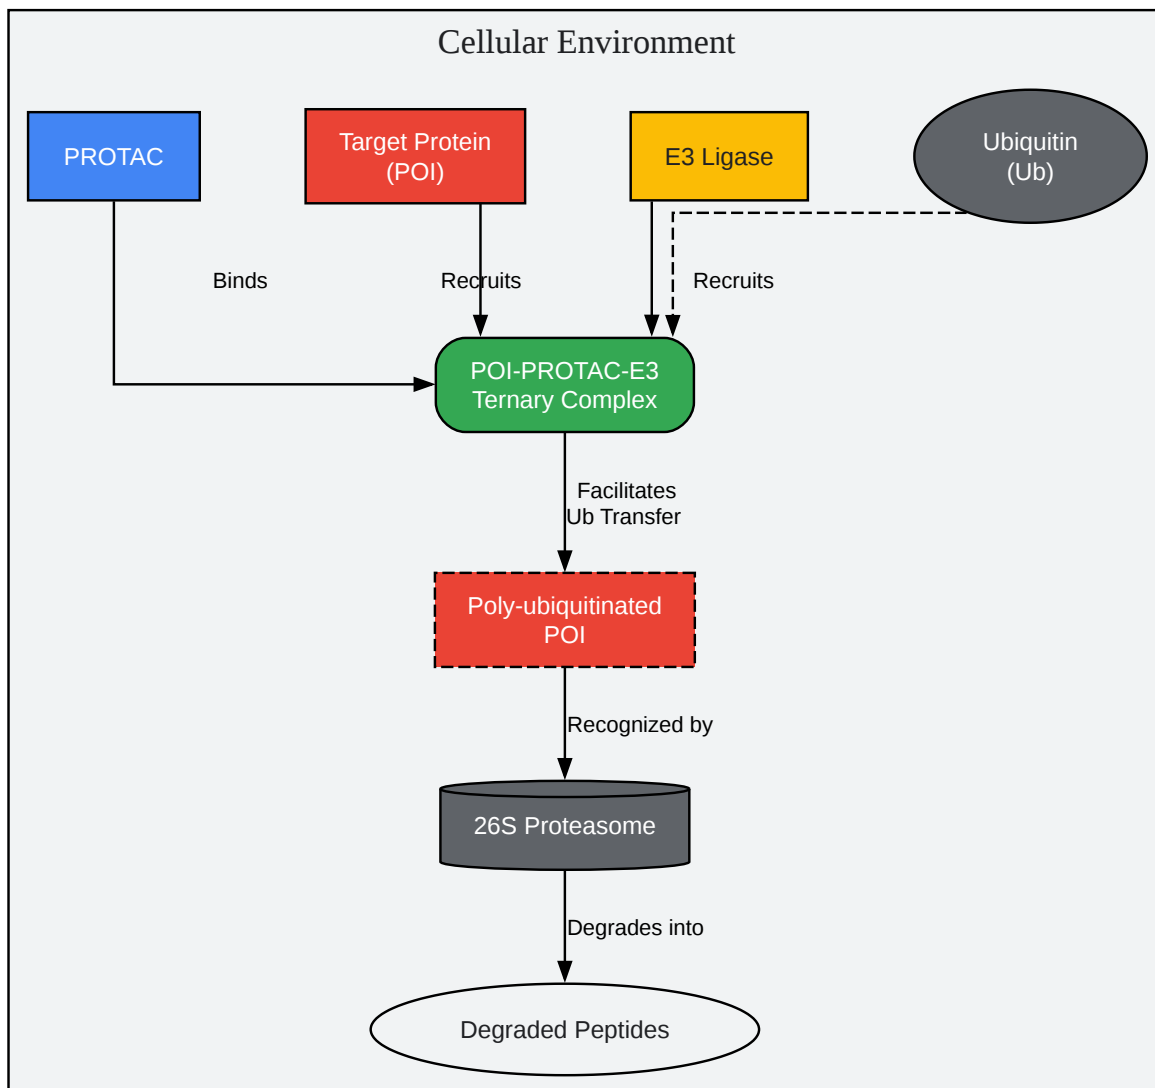 Cellular Environment
PROTAC
Target Protein
(POI)
E3 Ligase
Ubiquitin
(Ub)
Binds
Recruits
Recruits
POI-PROTAC-E3
Ternary Complex
Facilitates
Ub Transfer
Poly-ubiquitinated
POI
Recognized by
26S Proteasome
Degrades into
Degraded Peptides